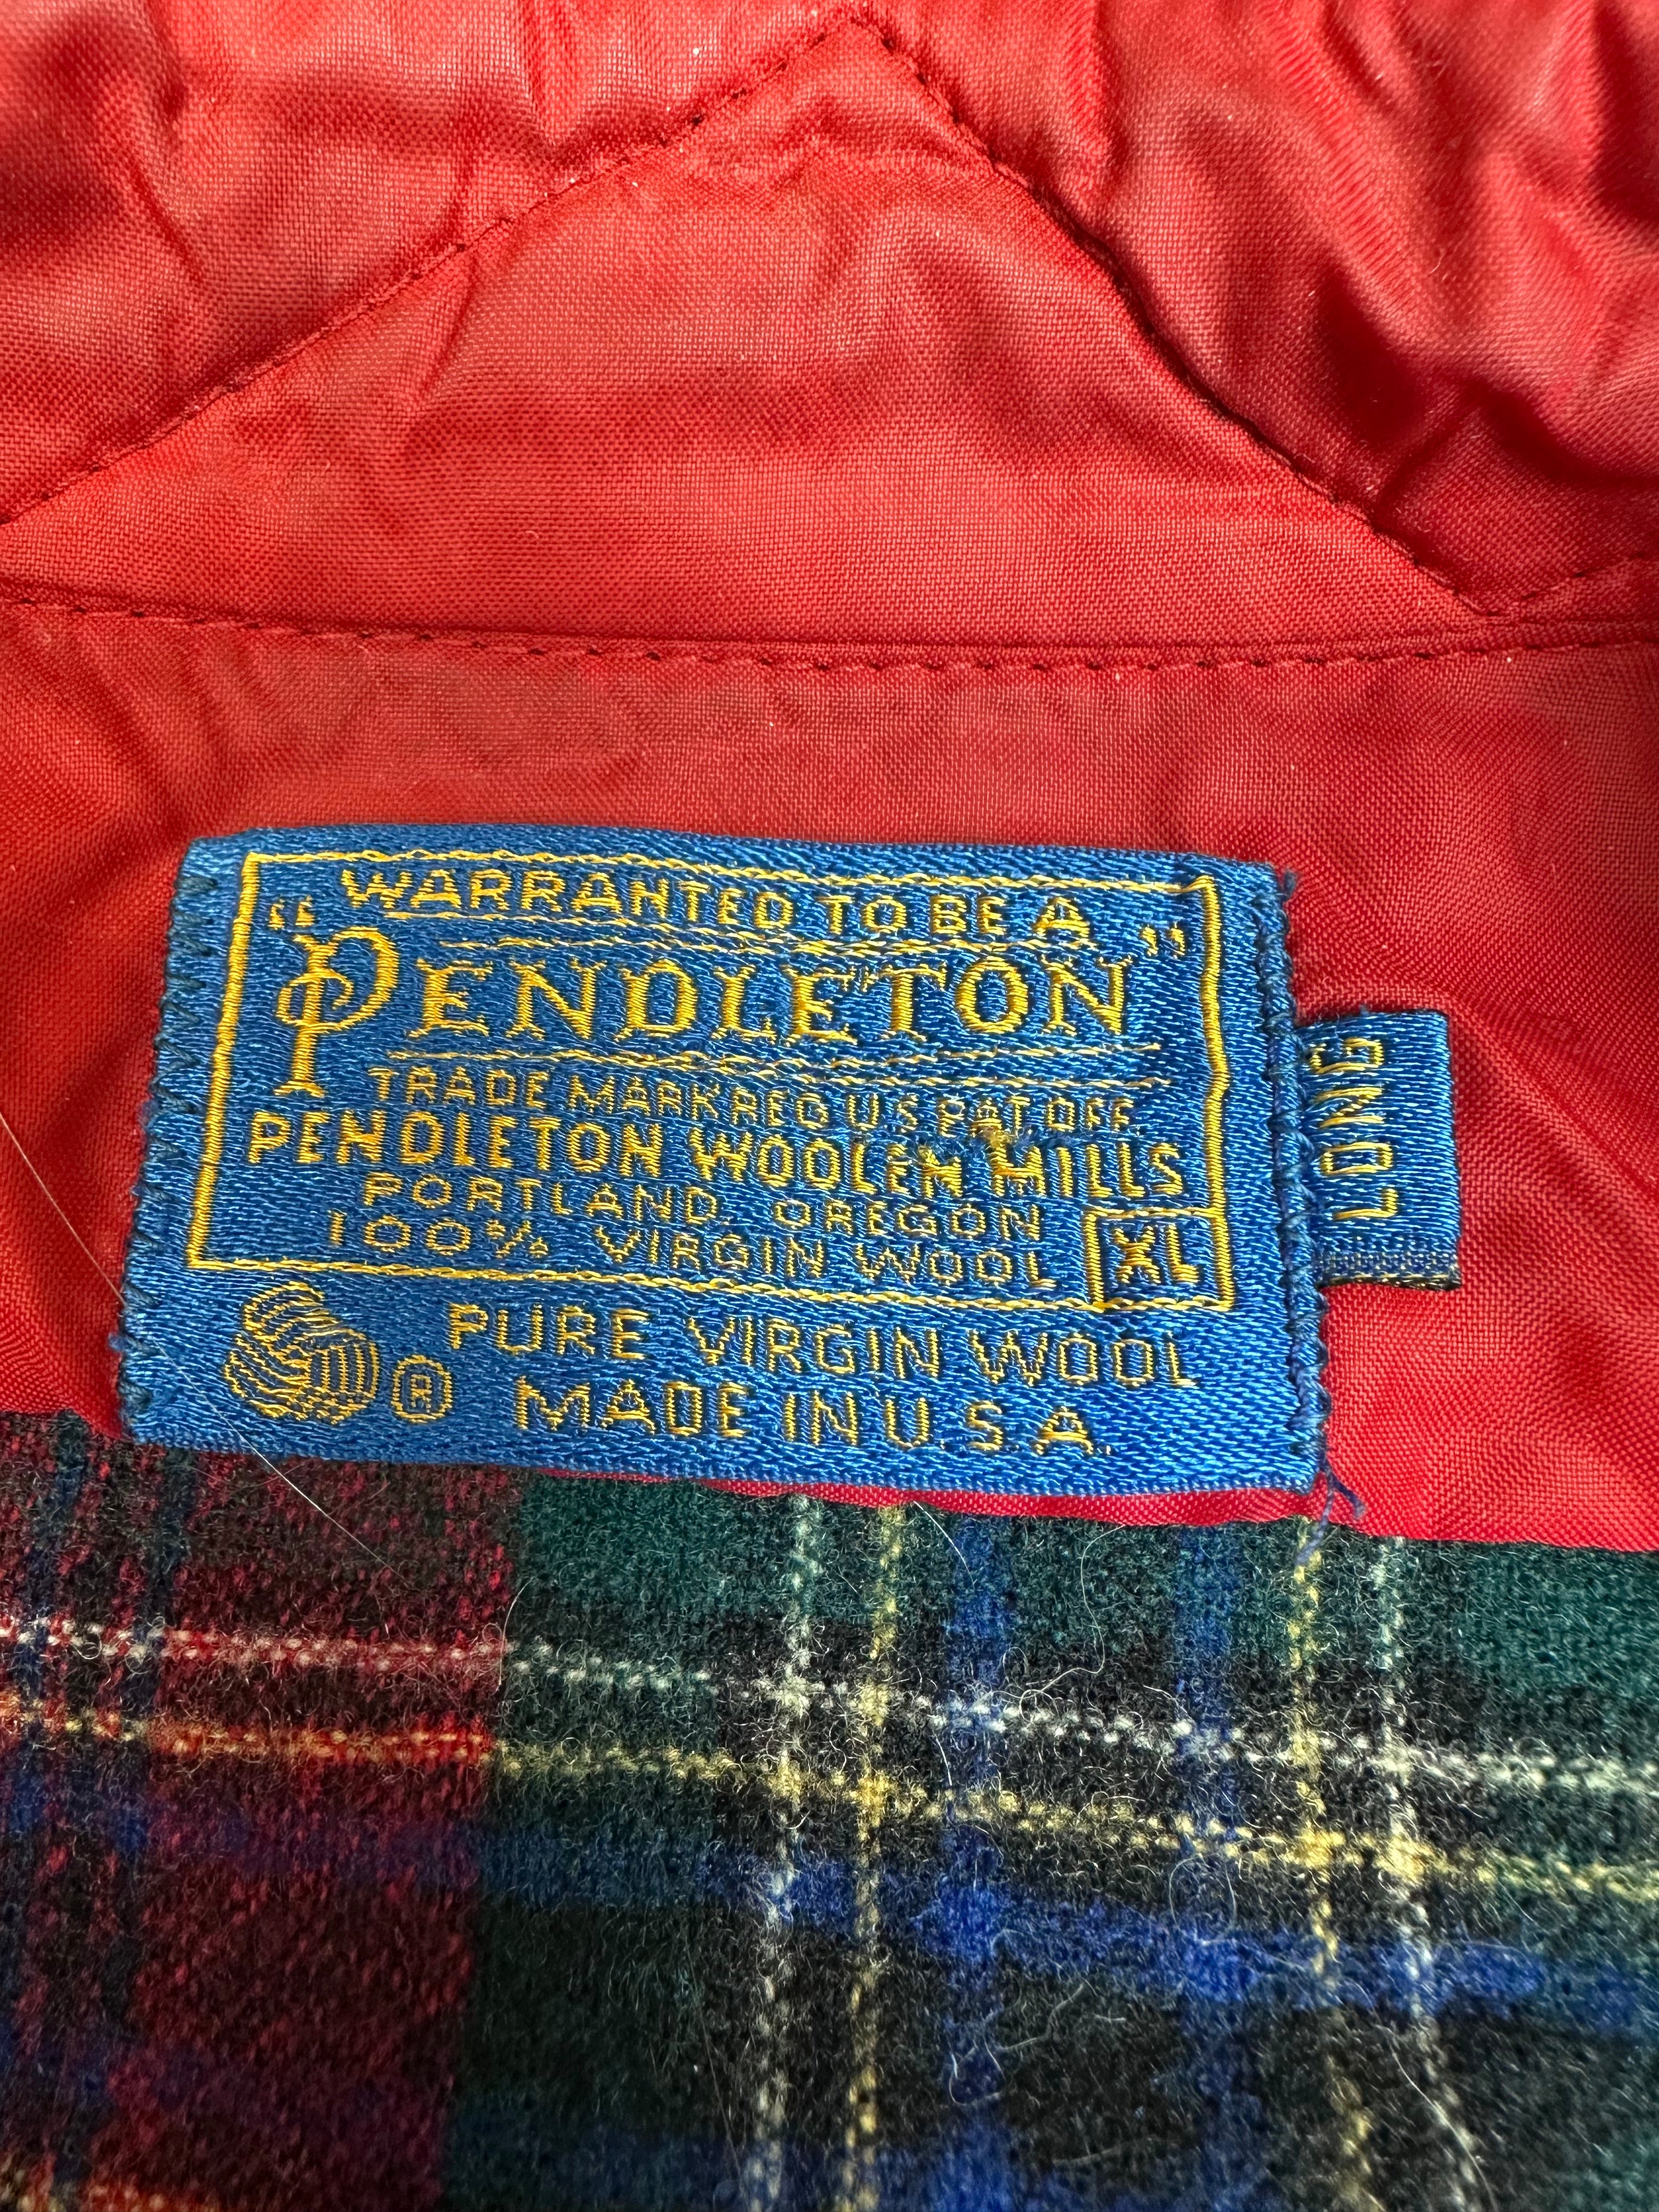 WARRANTED TO BE A
"PENDLETON"
TRADE MARK REG U.S. PAT. OFF.
PENDLETON WOOLEN MILLS
PORTLAND, OREGON
100% VIRGIN WOOL
XL
LONG
® PURE VIRGIN WOOL
MADE IN U.S.A.